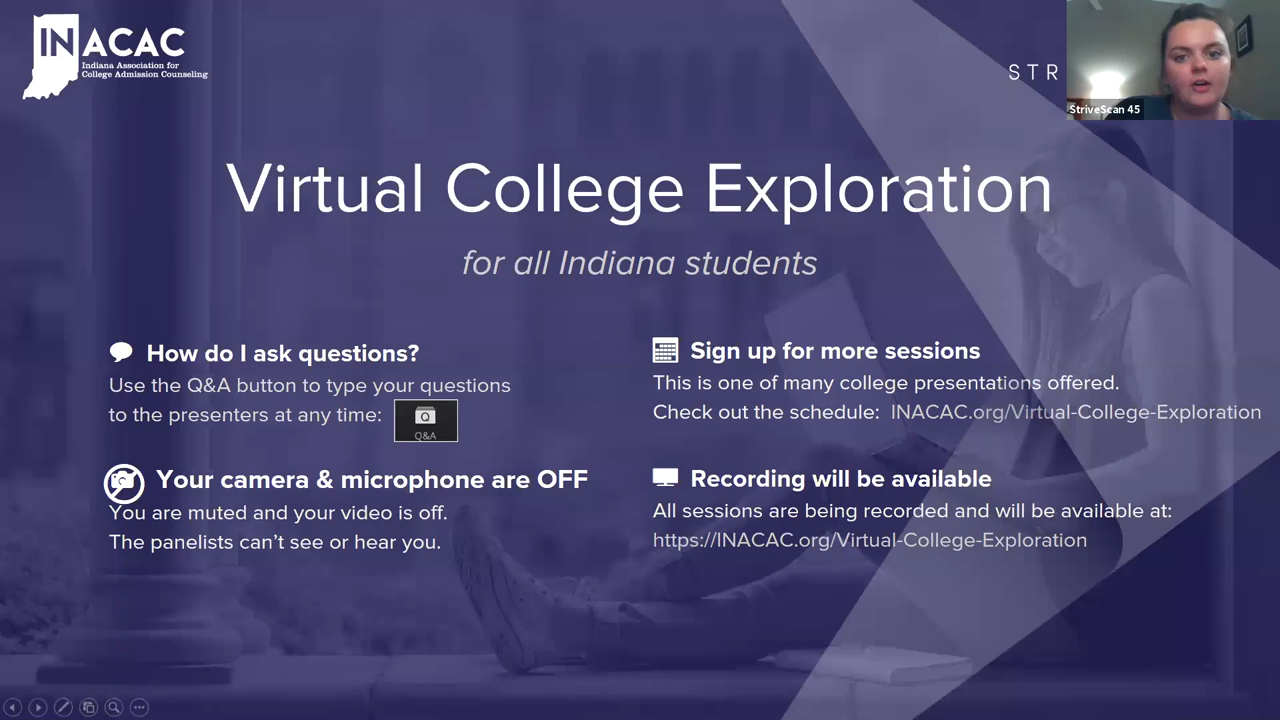 INACAC
Indiana Association for
College Admission Counseling
STR
StriveScan 45
Virtual College Exploration
for all Indiana students
How do I ask questions?
Use the Q&A button to type your questions
to the presenters at any time:
Q
Q&A
Sign up for more sessions
This is one of many college presentations offered.
Check out the schedule: INACAC.org/Virtual-College-Exploration
Your camera & microphone are OFF
You are muted and your video is off.
The panelists can’t see or hear you.
Recording will be available
All sessions are being recorded and will be available at:
https://INACAC.org/Virtual-College-Exploration